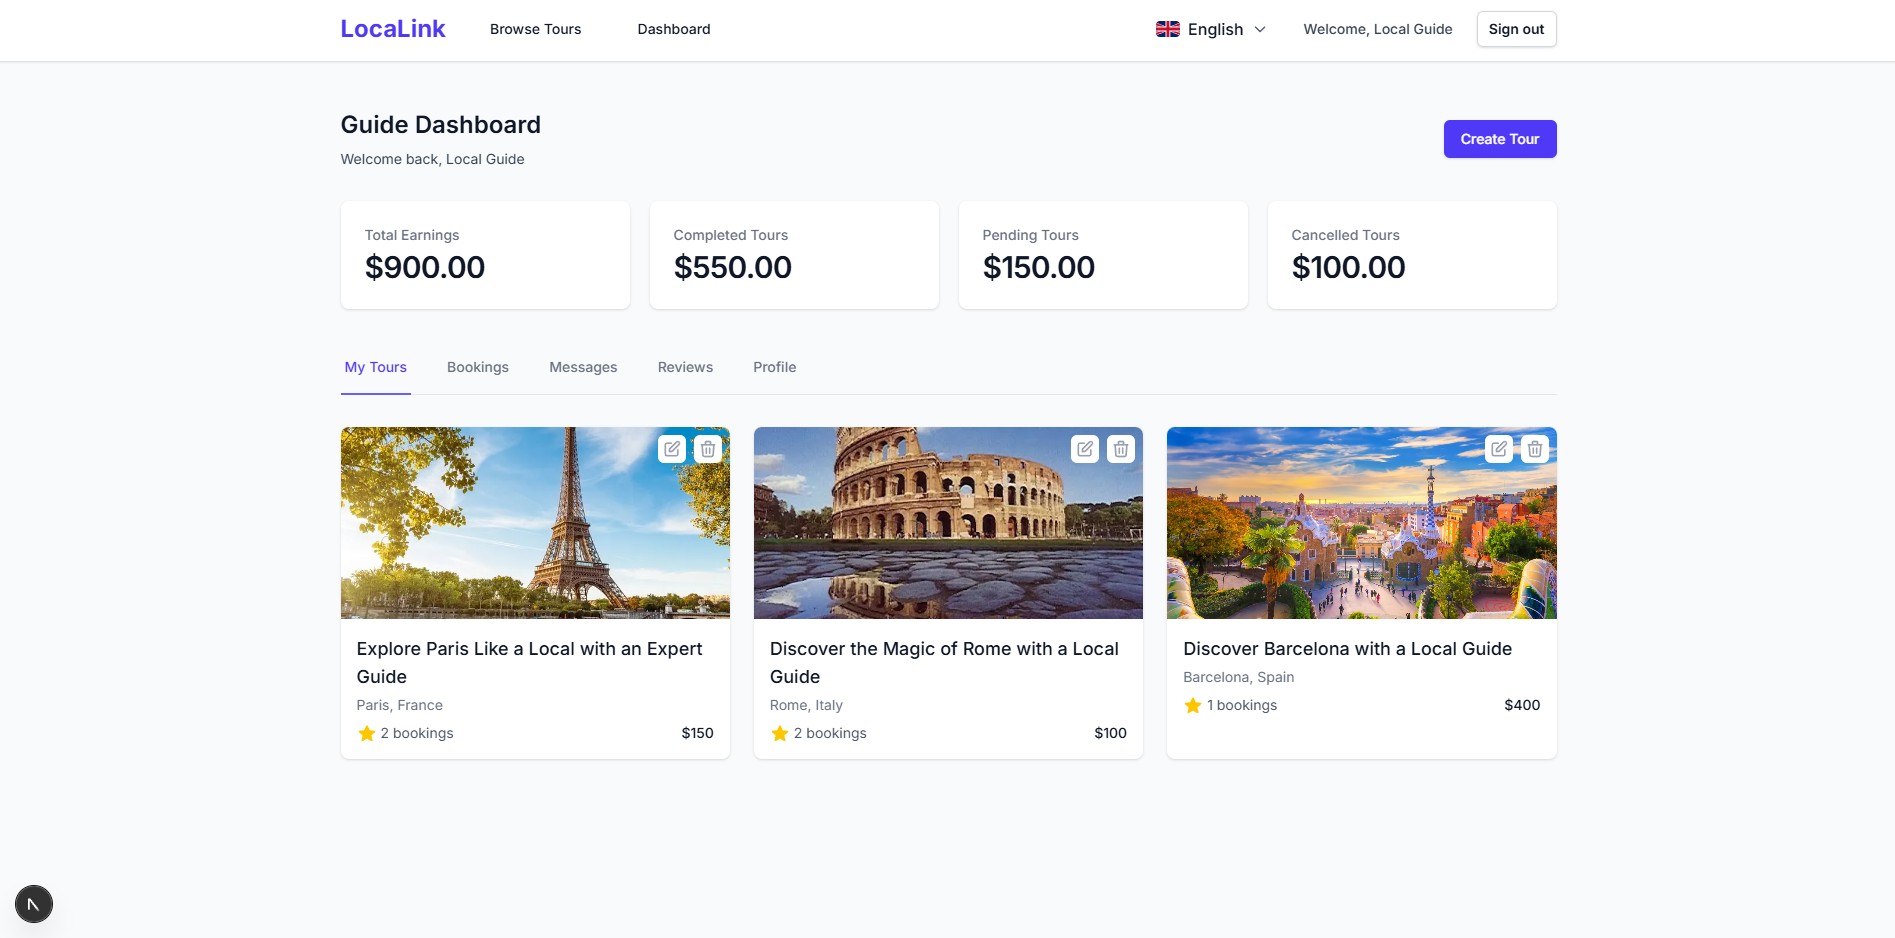 LocaLink
Browse Tours
Dashboard
English
Welcome, Local Guide
Sign out
Guide Dashboard
Welcome back, Local Guide
Create Tour
Total Earnings
$900.00
Completed Tours
$550.00
Pending Tours
$150.00
Cancelled Tours
$100.00
My Tours
Bookings
Messages
Reviews
Profile
Explore Paris Like a Local with an Expert
Guide
Paris, France
2 bookings
$150
Discover the Magic of Rome with a Local
Guide
Rome, Italy
2 bookings
$100
Discover Barcelona with a Local Guide
Barcelona, Spain
1 bookings
$400